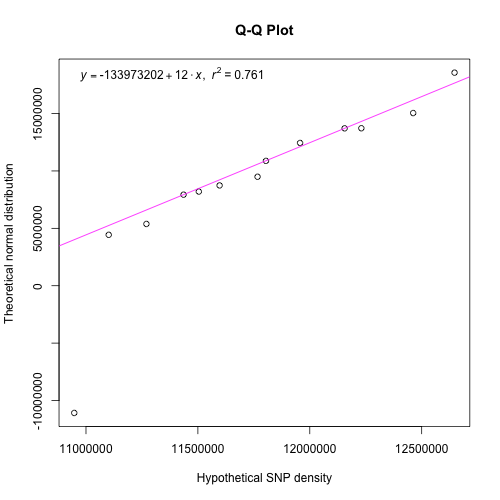 Q-Q Plot
y = -133973202 + 12 · x, r² = 0.761
Theoretical normal distribution
15000000
5000000
0
-10000000
11000000 11500000 12000000 12500000
Hypothetical SNP density